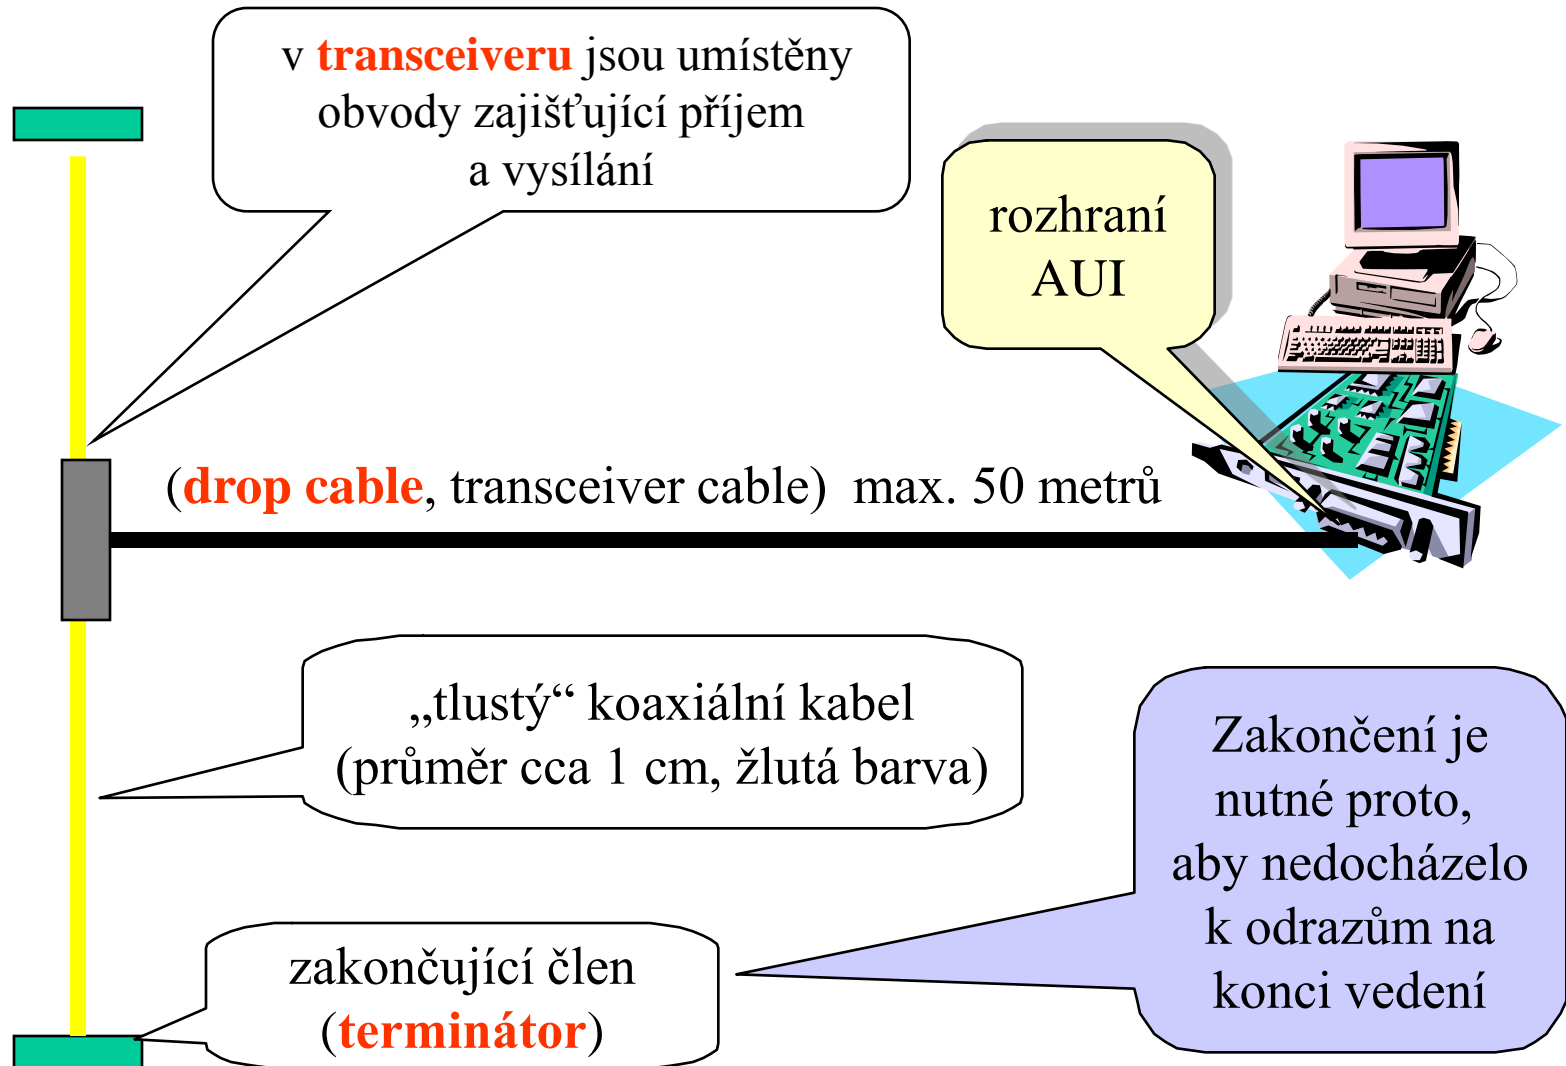 v transceiveru jsou umístěny
obvody zajišťující příjem
a vysílání
rozhraní
AUI
(drop cable, transceiver cable) max. 50 metrů
„tlustý“ koaxiální kabel
(průměr cca 1 cm, žlutá barva)
Zakončení je
nutné proto,
aby nedocházelo
k odrazům na
konci vedení
zakončující člen
(terminátor)